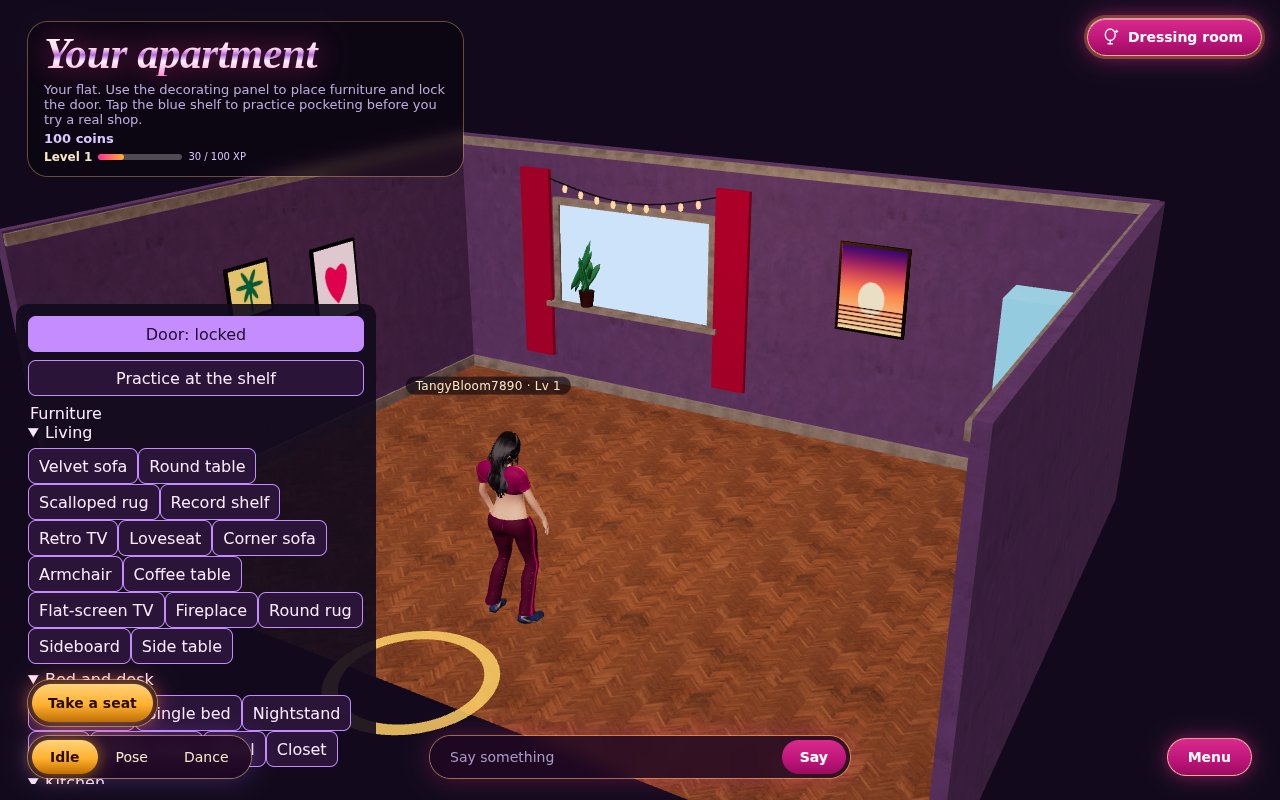 Your apartment
Your flat. Use the decorating panel to place furniture and lock
the door. Tap the blue shelf to practice pocketing before you
try a real shop.
100 coins
Level 1 30 / 100 XP
Dressing room
Door: locked
Practice at the shelf
Furniture
Living
Velvet sofa Round table
Scalloped rug Record shelf
Retro TV Loveseat Corner sofa
Armchair Coffee table
Flat-screen TV Fireplace Round rug
Sideboard Side table
Bed and desk
Take a seat
Single bed Nightstand
Closet
Idle Pose Dance
Kitchen
TangyBloom7890 · Lv 1
Say something Say
Menu